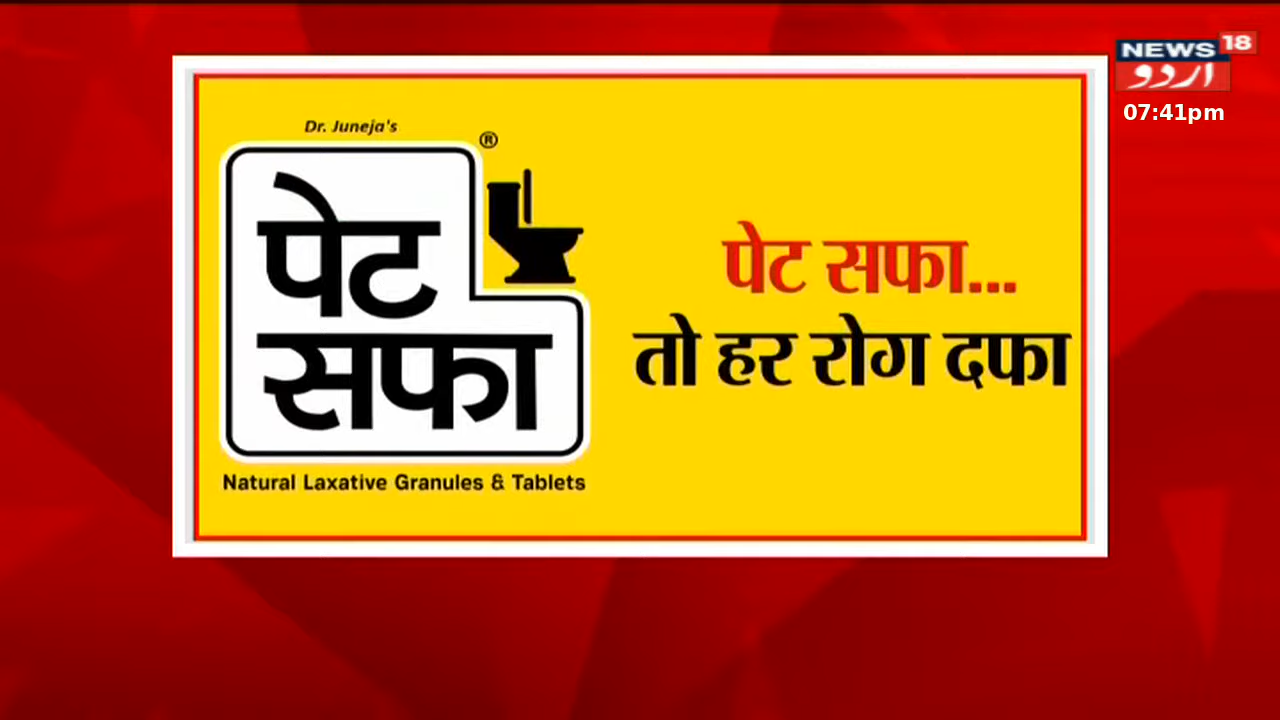 NEWS 18
اردو
07:41pm
Dr. Juneja's
®
पेट
सफा
Natural Laxative Granules & Tablets
पेट सफा...
तो हर रोग दफा